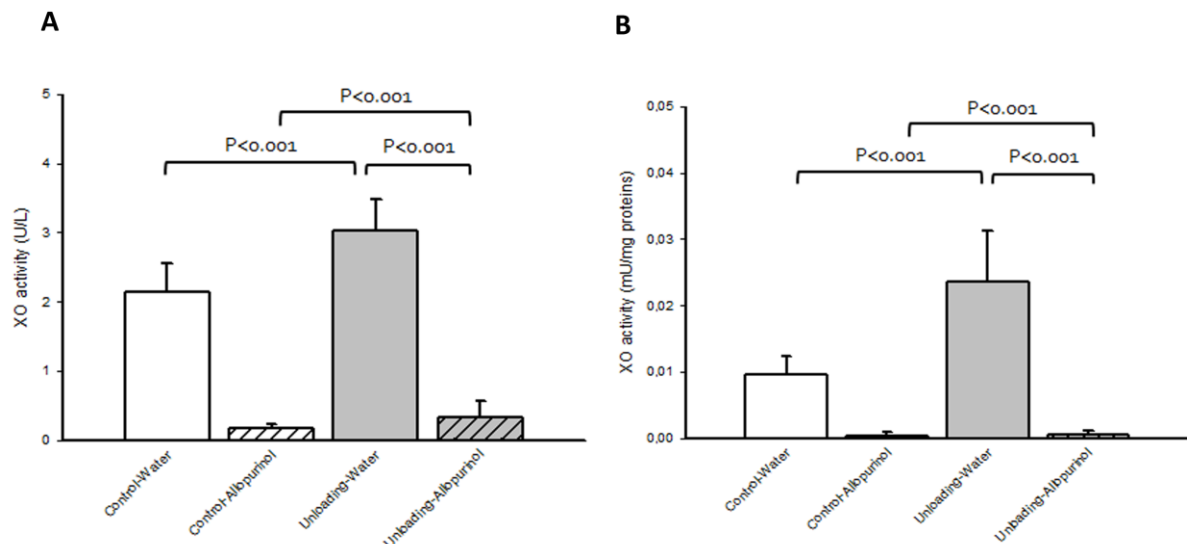 A
XO activity (U/L)
5
4
3
2
1
0
P<0.001
P<0.001
P<0.001
Control-Water
Control-Allopurinol
Unloading-Water
Unloading-Allopurinol
B
XO activity (mU/mg proteins)
0,05
0,04
0,03
0,02
0,01
0,00
P<0.001
P<0.001
P<0.001
Control-Water
Control-Allopurinol
Unloading-Water
Unloading-Allopurinol